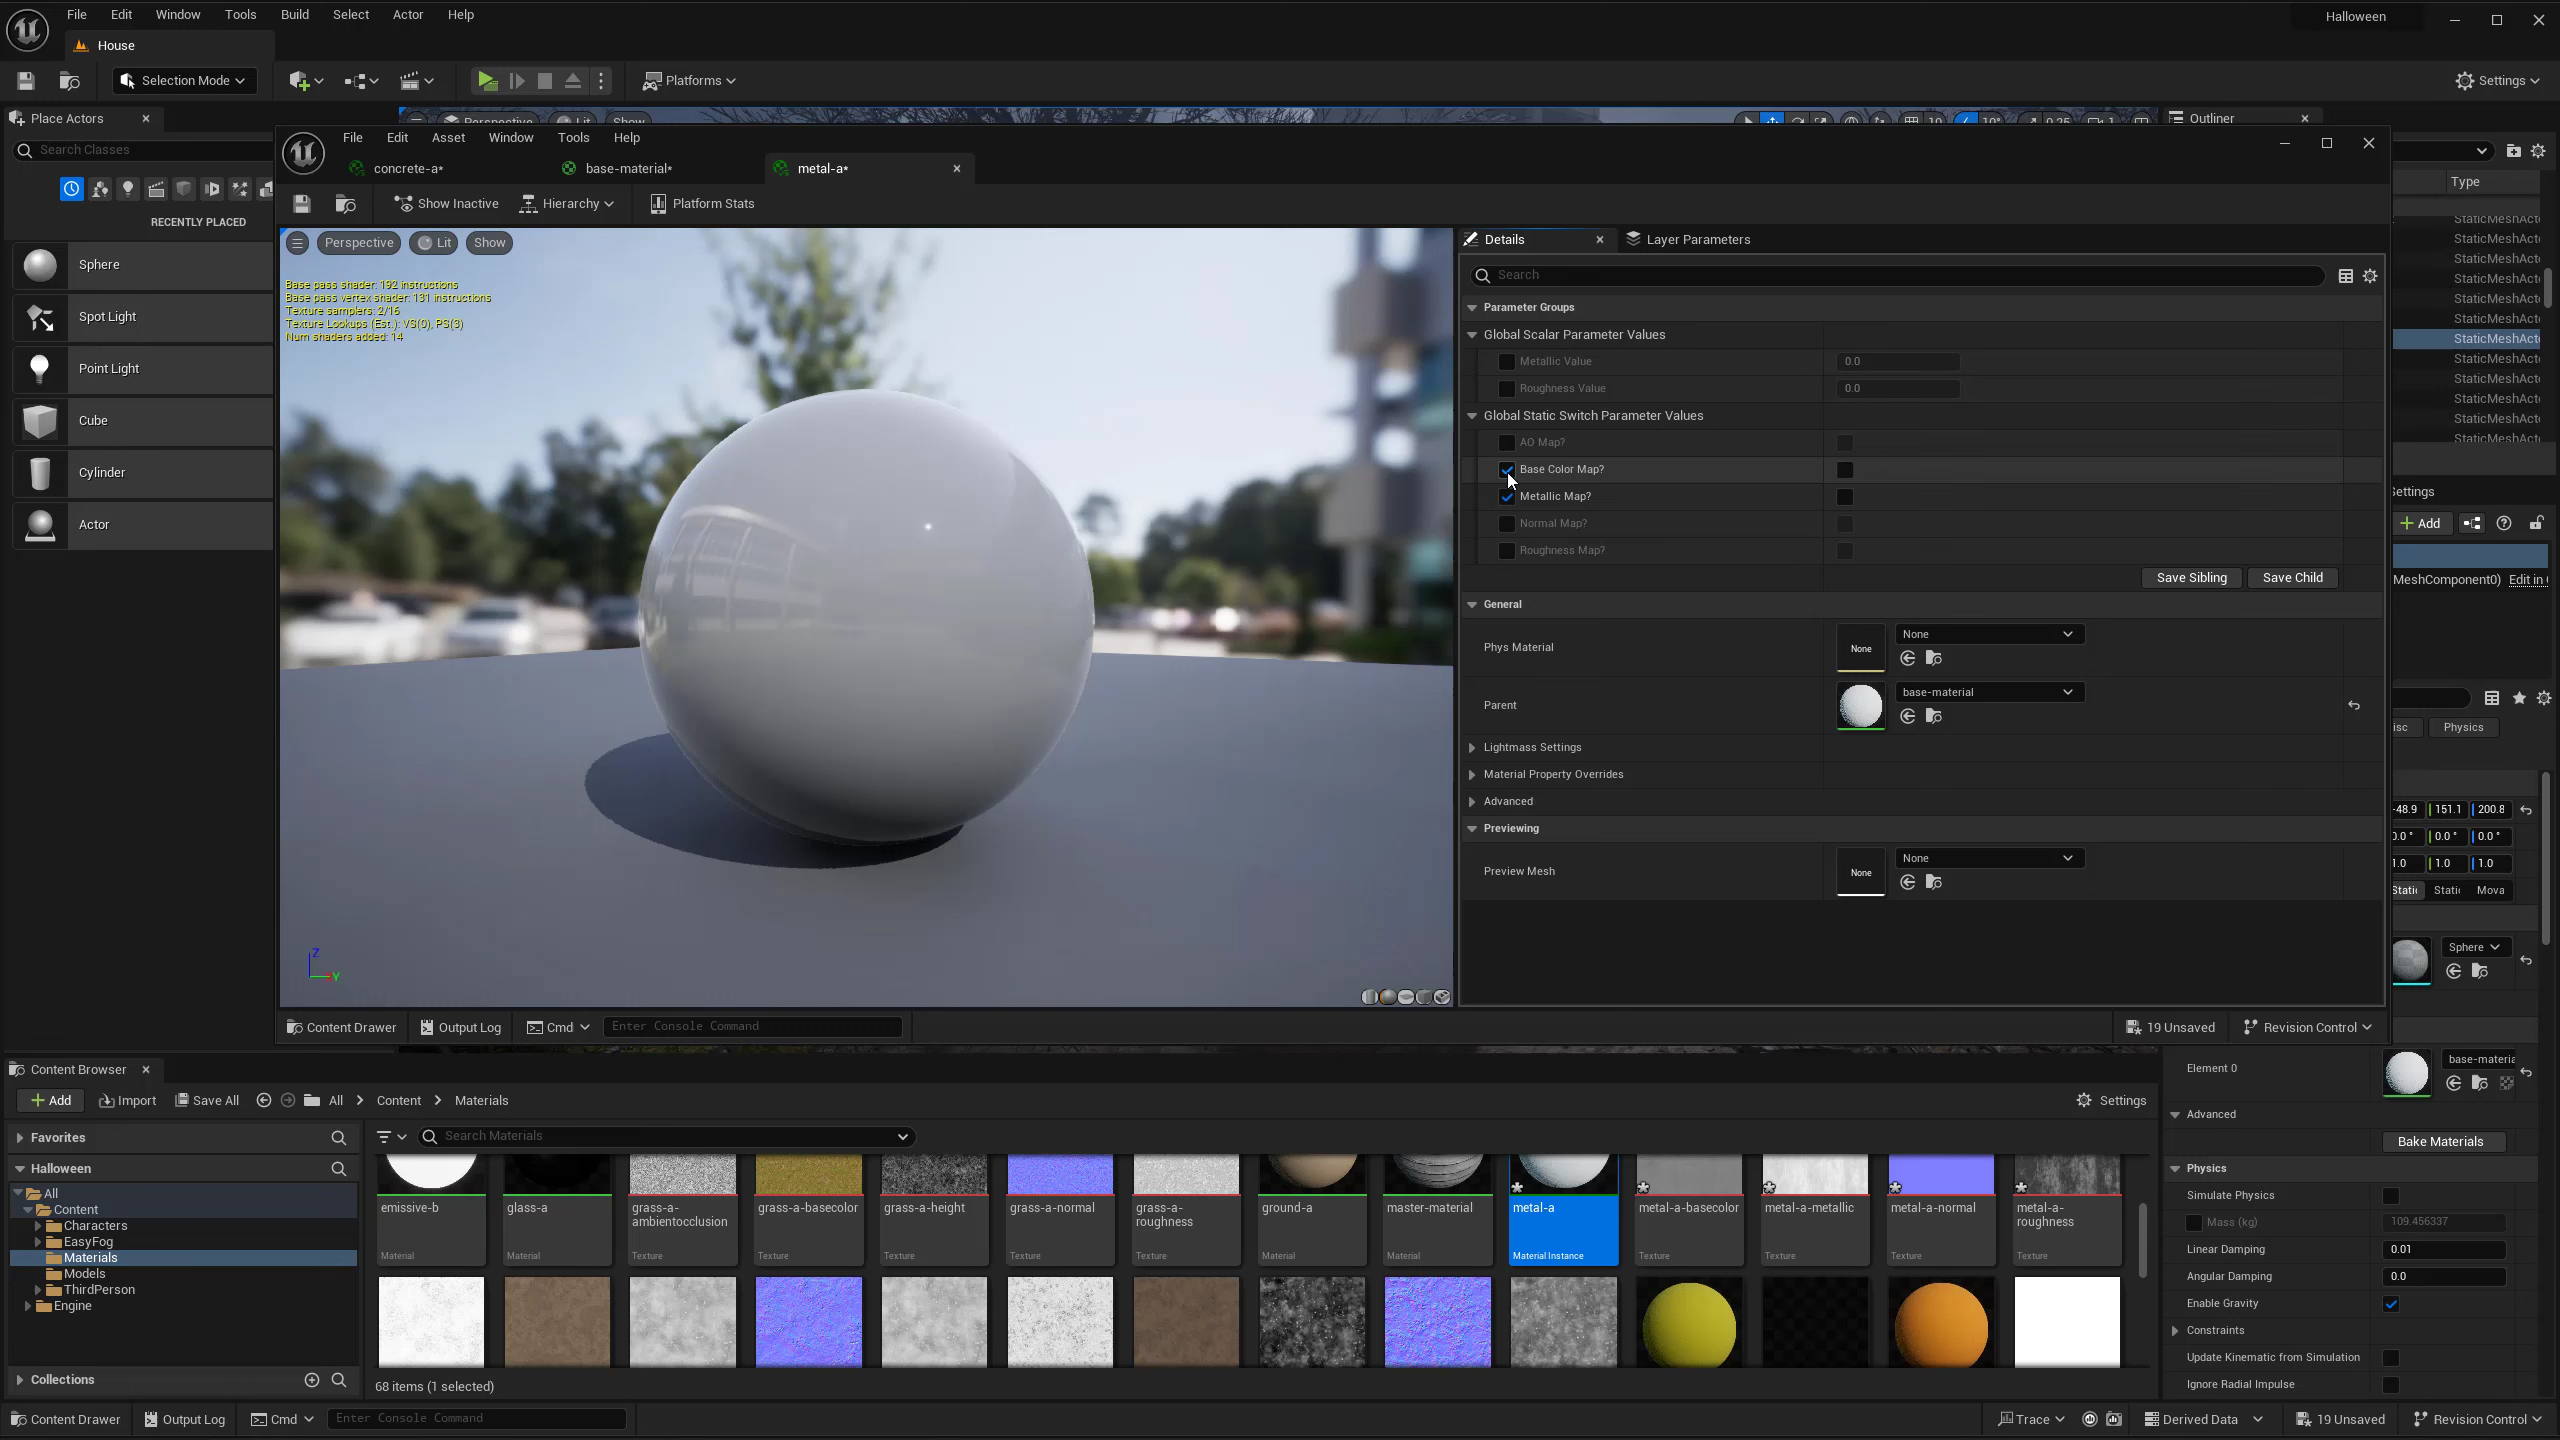 File Edit Window Tools Build Select Actor Help
Halloween
House
Selection Mode
Platforms
Settings
Place Actors
Perspective Lit Show
10 10° 0.25 1
Outliner
Search Classes
File Edit Asset Window Tools Help
concrete-a* base-material* metal-a*
Type
Show Inactive Hierarchy Platform Stats
RECENTLY PLACED
Sphere
Spot Light
Point Light
Cube
Cylinder
Actor
Perspective Lit Show
Base pass shader: 192 instructions
Base pass vertex shader: 131 instructions
Texture samplers: 2/16
Texture Lookups (Est.): VS(0), PS(3)
Num shaders added: 14
Z
Y
Details Layer Parameters
Search
Parameter Groups
Global Scalar Parameter Values
Metallic Value 0.0
Roughness Value 0.0
Global Static Switch Parameter Values
AO Map?
Base Color Map?
Metallic Map?
Normal Map?
Roughness Map?
Save Sibling Save Child
General
Phys Material None None
Parent base-material
Lightmass Settings
Material Property Overrides
Advanced
Previewing
Preview Mesh None None
StaticMeshAct
StaticMeshAct
StaticMeshAct
StaticMeshAct
StaticMeshAct
StaticMeshAct
StaticMeshAct
StaticMeshAct
StaticMeshAct
StaticMeshAct
StaticMeshAct
StaticMeshAct
Settings
Add
MeshComponent0) Edit in
isc Physics
-48.9 151.1 200.8
0.0 ° 0.0 ° 0.0 °
1.0 1.0 1.0
Static Stati Mova
Sphere
Content Drawer Output Log Cmd Enter Console Command
19 Unsaved Revision Control
Content Browser
Add Import Save All All > Content > Materials
Settings
Favorites
Search Materials
Halloween
All
Content
Characters
EasyFog
Materials
Models
ThirdPerson
Engine
Collections
emissive-b
Material
glass-a
Material
grass-a-
ambientocclusion
Texture
grass-a-basecolor
Texture
grass-a-height
Texture
grass-a-normal
Texture
grass-a-
roughness
Texture
ground-a
Material
master-material
Material
metal-a
Material Instance
metal-a-basecolor
Texture
metal-a-metallic
Texture
metal-a-normal
Texture
metal-a-
roughness
Texture
68 items (1 selected)
Element 0 base-materia
Advanced
Bake Materials
Physics
Simulate Physics
Mass (kg) 109.456337
Linear Damping 0.01
Angular Damping 0.0
Enable Gravity
Constraints
Update Kinematic from Simulation
Ignore Radial Impulse
Content Drawer Output Log Cmd Enter Console Command
Trace Derived Data 19 Unsaved Revision Control